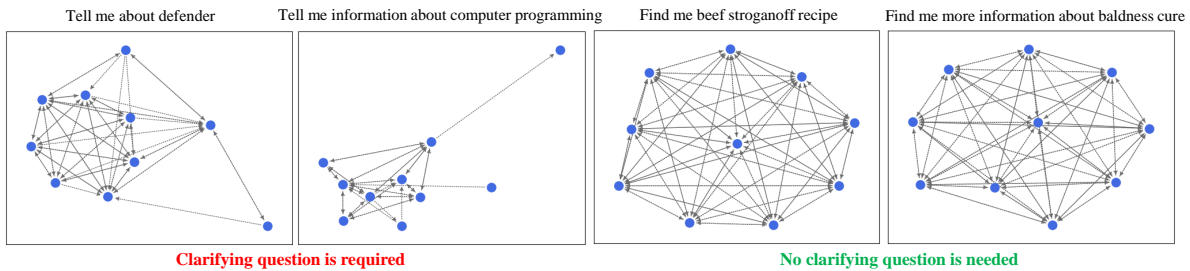 Tell me about defender
Tell me information about computer programming
Find me beef stroganoff recipe
Find me more information about baldness cure
Clarifying question is required
No clarifying question is needed